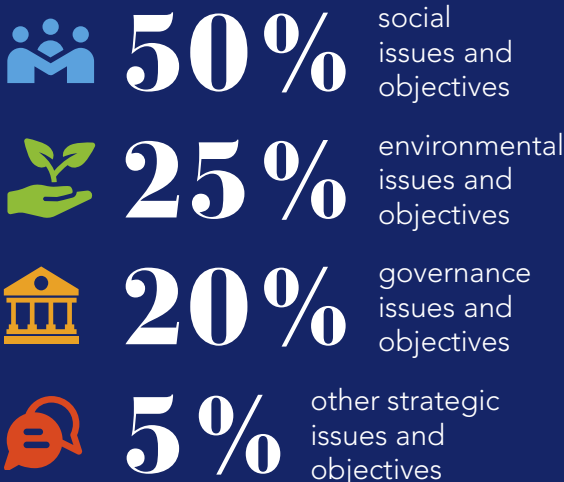 50%
social
issues and
objectives
25%
environmental
issues and
objectives
20%
governance
issues and
objectives
5%
other strategic
issues and
objectives